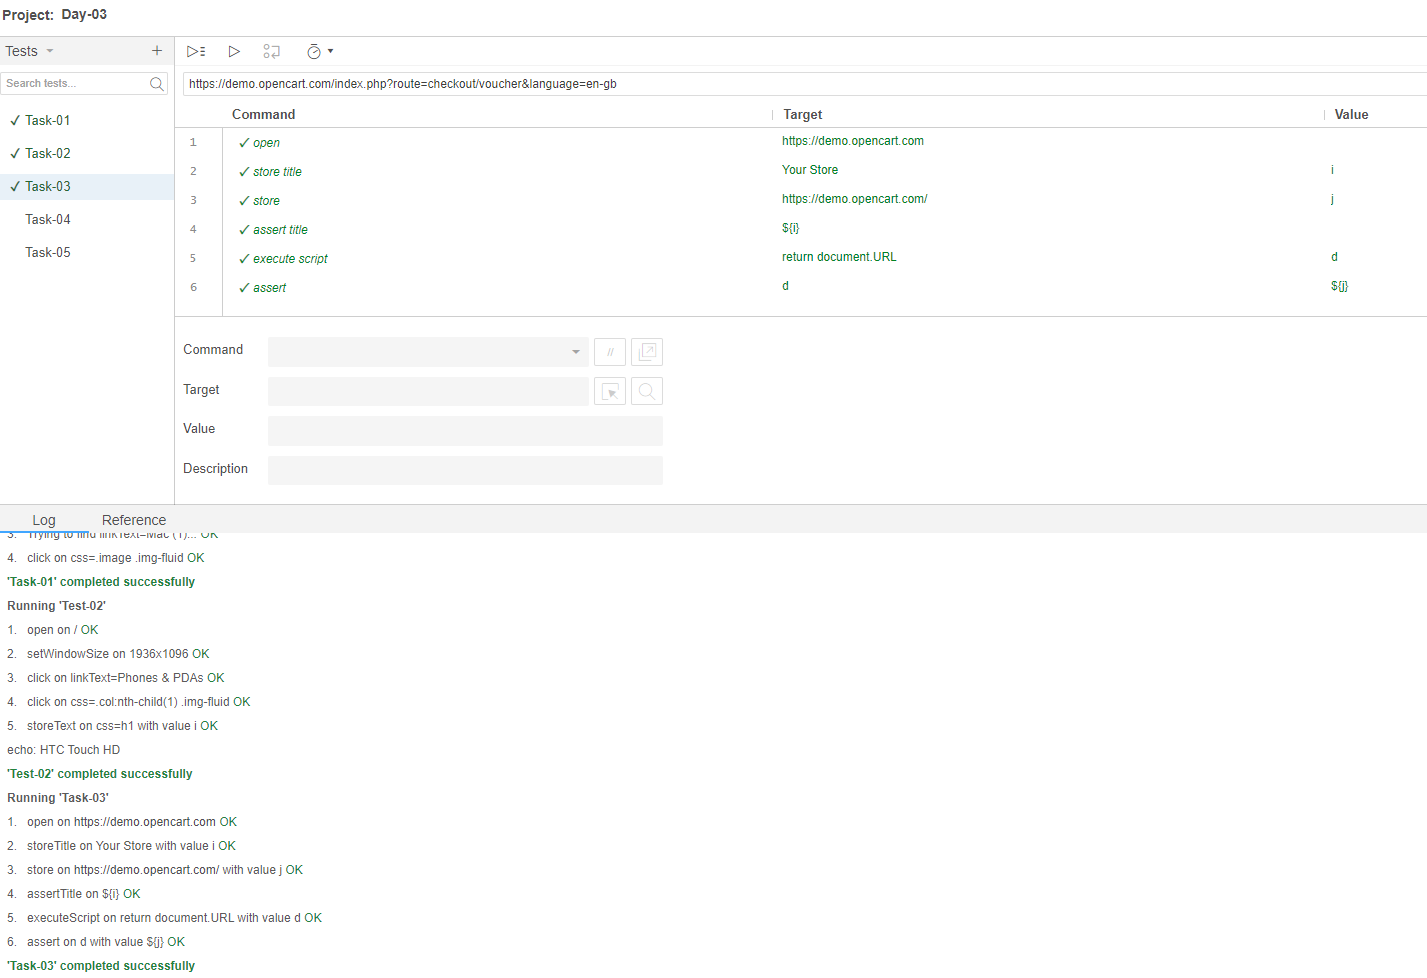 Project: Day-03
Tests
Search tests...
Task-01
Task-02
Task-03
Task-04
Task-05
https://demo.opencart.com/index.php?route=checkout/voucher&language=en-gb
Command Target Value
1 ✓ open https://demo.opencart.com
2 ✓ store title Your Store i
3 ✓ store https://demo.opencart.com/ j
4 ✓ assert title ${i}
5 ✓ execute script return document.URL d
6 ✓ assert d ${j}
Command //
Target
Value
Description
Log Reference
3. Trying to find linkText=Mac (1)... OK
4. click on css=.image .img-fluid OK
'Task-01' completed successfully
Running 'Test-02'
1. open on / OK
2. setWindowSize on 1936x1096 OK
3. click on linkText=Phones & PDAs OK
4. click on css=.col:nth-child(1) .img-fluid OK
5. storeText on css=h1 with value i OK
echo: HTC Touch HD
'Test-02' completed successfully
Running 'Task-03'
1. open on https://demo.opencart.com OK
2. storeTitle on Your Store with value i OK
3. store on https://demo.opencart.com/ with value j OK
4. assertTitle on ${i} OK
5. executeScript on return document.URL with value d OK
6. assert on d with value ${j} OK
'Task-03' completed successfully